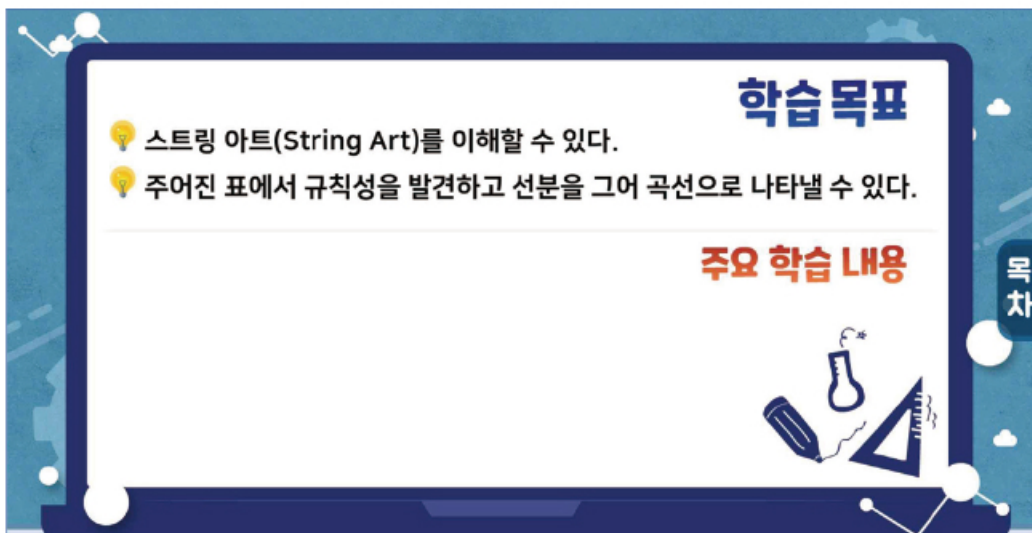 학습 목표
스트링 아트(String Art)를 이해할 수 있다.
주어진 표에서 규칙성을 발견하고 선분을 그어 곡선으로 나타낼 수 있다.
주요 학습 내용
목
차